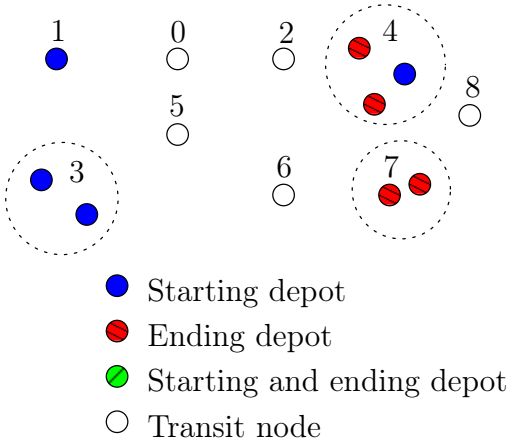 1 0 2 4
8
5
3 6 7
Starting depot
Ending depot
Starting and ending depot
Transit node